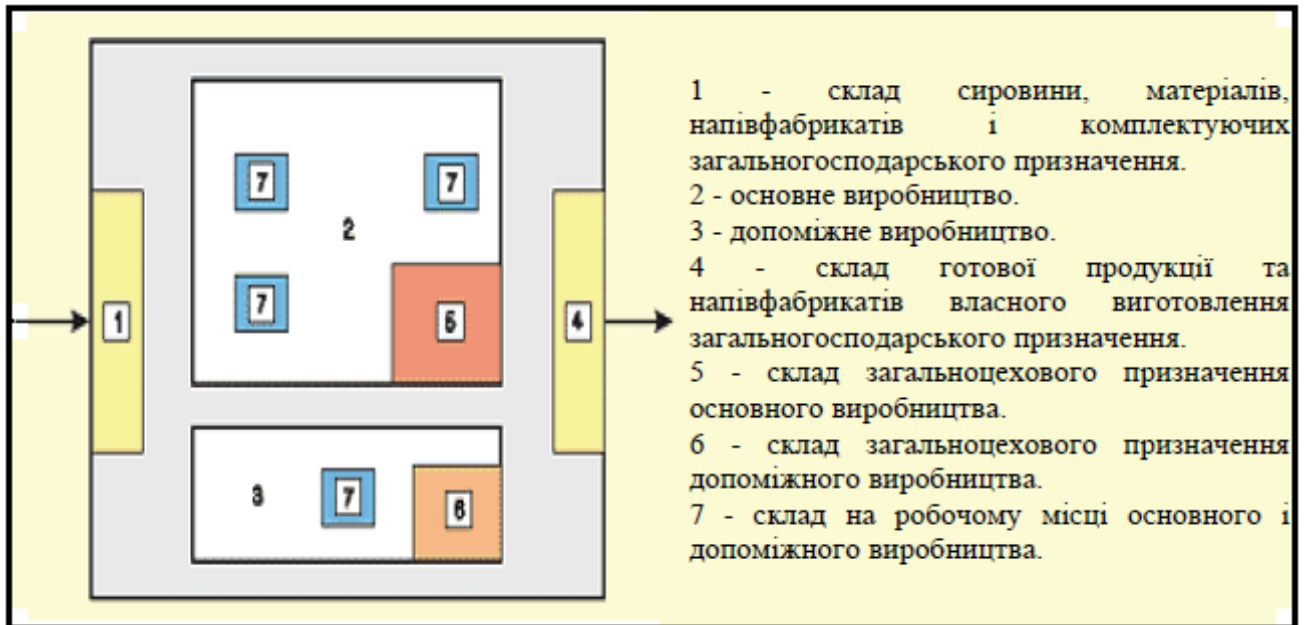 1 - склад сировини, матеріалів,
напівфабрикатів і комплектуючих
загальногосподарського призначення.
2 - основне виробництво.
3 - допоміжне виробництво.
4 - склад готової продукції та
напівфабрикатів власного виготовлення
загальногосподарського призначення.
5 - склад загальноцехового призначення
основного виробництва.
6 - склад загальноцехового призначення
допоміжного виробництва.
7 - склад на робочому місці основного і
допоміжного виробництва.
7
7
2
7
5
1
4
3
7
6